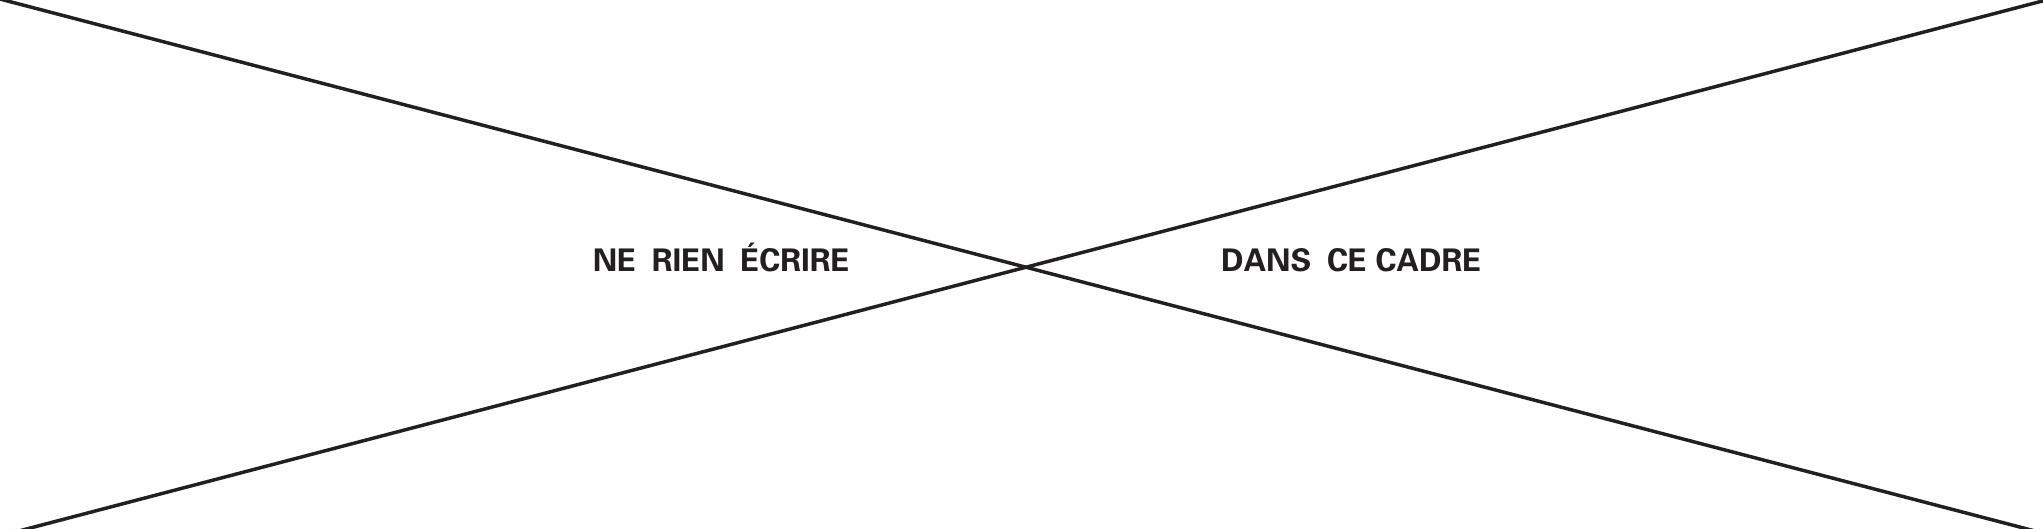 NE RIEN ÉCRIRE DANS CE CADRE